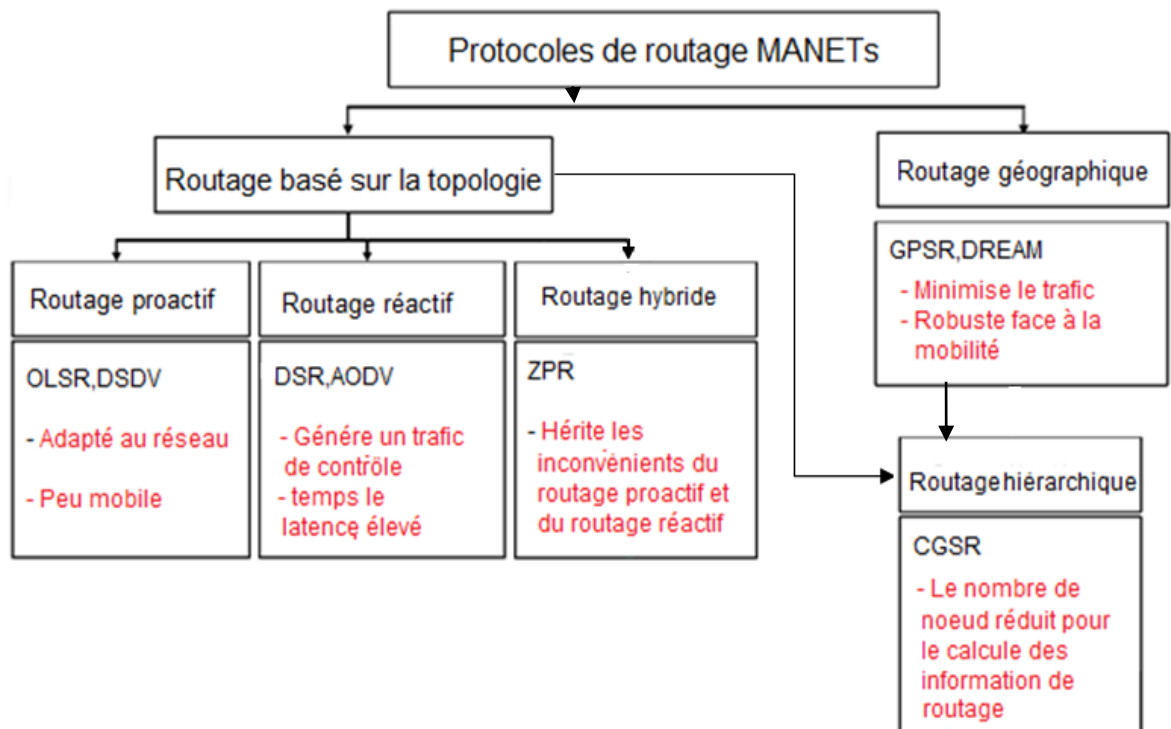 Protocoles de routage MANETs
Routage basé sur la topologie
Routage géographique
GPSR,DREAM
- Minimise le trafic
- Robuste face à la
mobilité
Routage proactif
Routage réactif
Routage hybride
OLSR,DSDV
- Adapté au réseau
- Peu mobile
DSR,AODV
- Génére un trafic
de contrôle
- temps le
latence élevé
ZPR
- Hérite les
inconvénients du
routage proactif et
du routage réactif
Routage hiérarchique
CGSR
- Le nombre de
noeud réduit pour
le calcule des
information de
routage